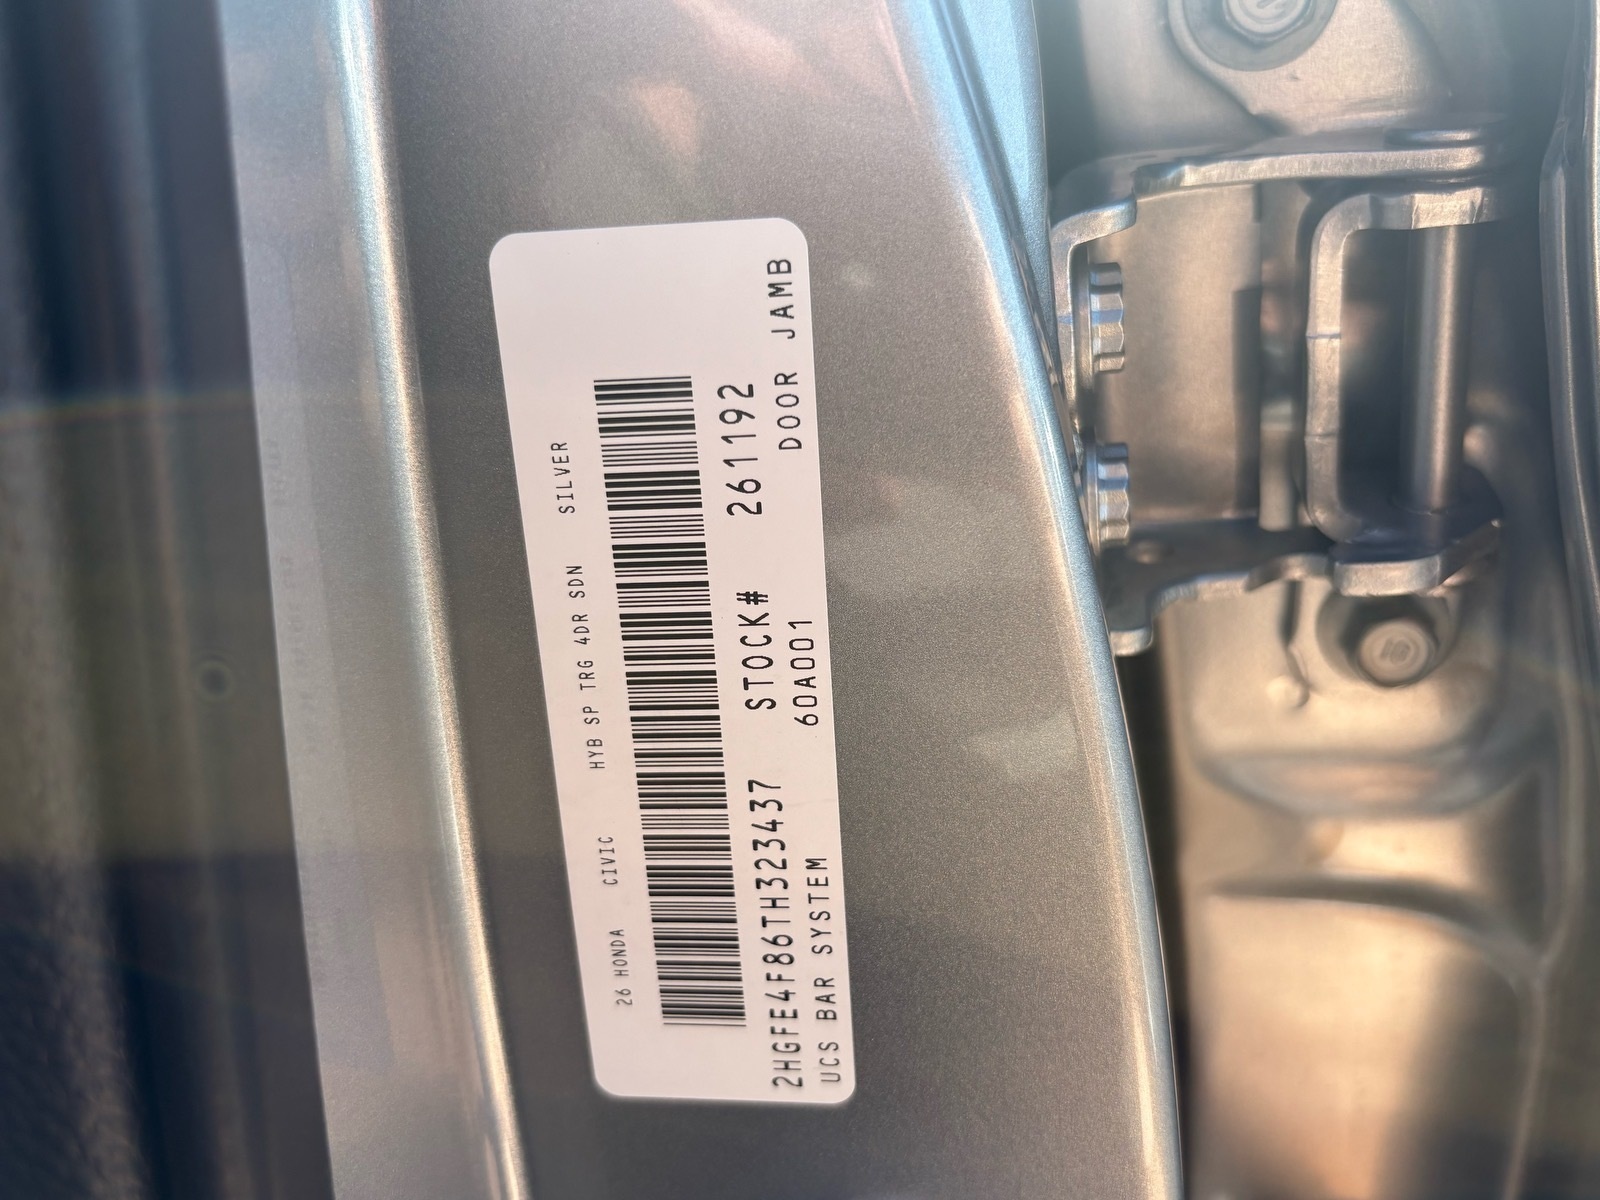 26 HONDA CIVIC HYB SP TRG 4DR SDN SILVER
2HGFE4F86TH323437 STOCK# 261192
UCS BAR SYSTEM 60A001 DOOR JAMB